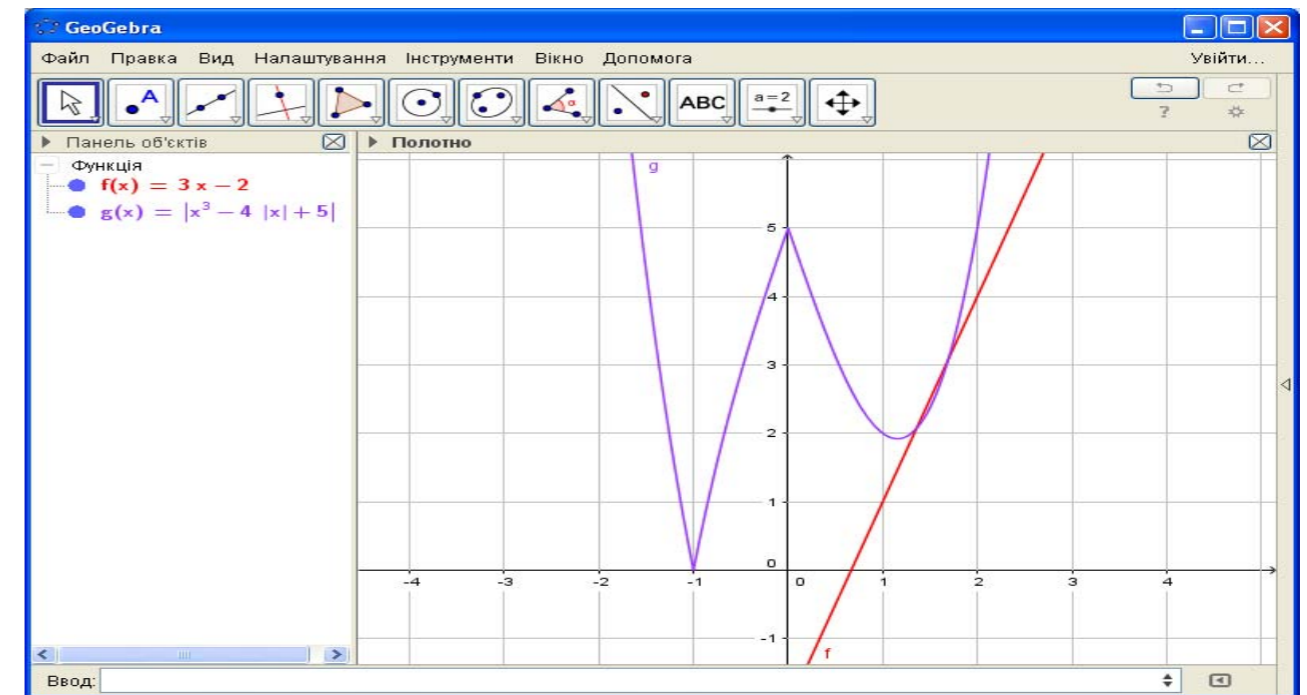 GeoGebra
Файл Правка Вид Налаштування Інструменти Вікно Допомога Увійти...
A α ABC a=2
?
Панель об'єктів
Полотно
Функція
f(x) = 3 x − 2
g(x) = |x³ − 4 |x| + 5|
g
5
4
3
2
1
0
-4 -3 -2 -1 0 1 2 3 4
-1
f
Ввод: